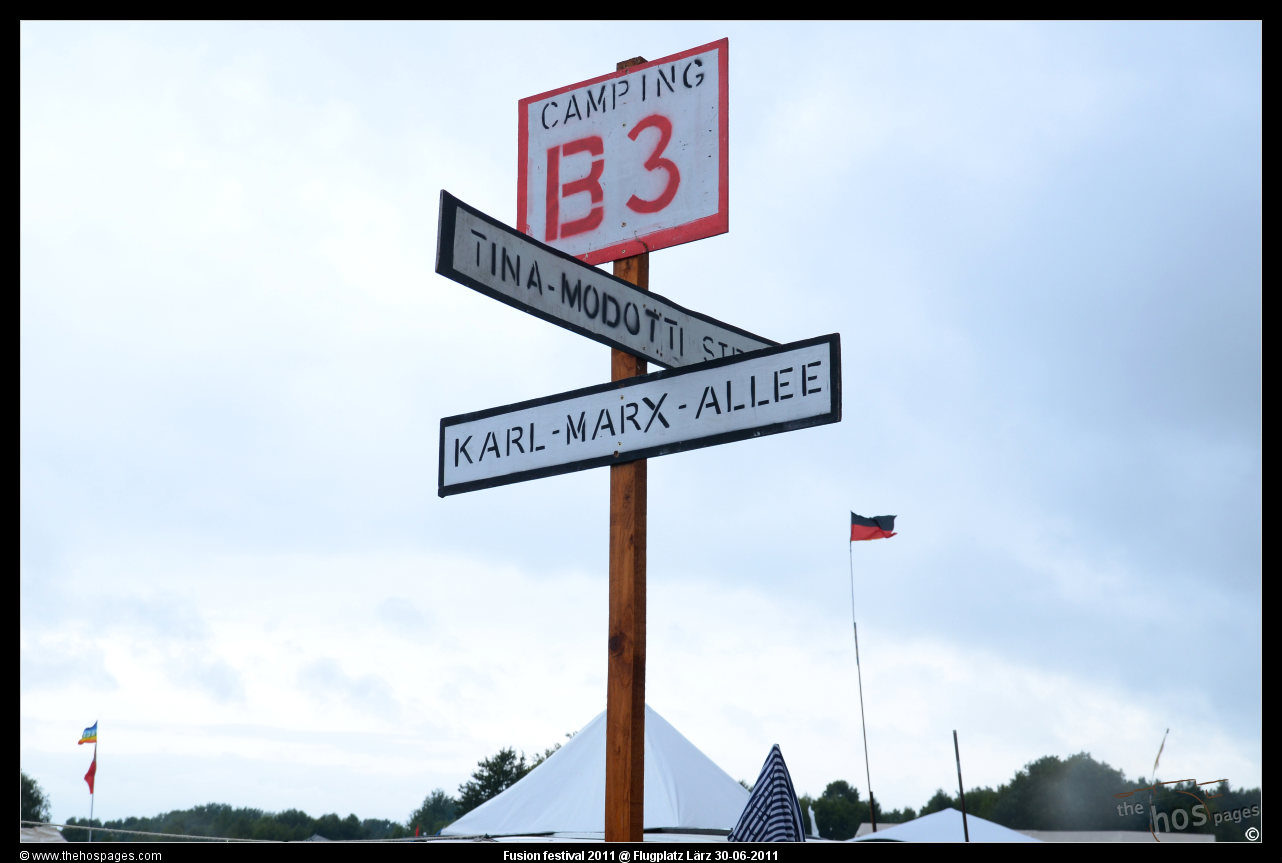 CAMPING
B3
TINA-MODOTTI
KARL-MARX-ALLEE
the hos pages
©
© www.thehospages.com
Fusion festival 2011 @ Flugplatz Lärz 30-06-2011